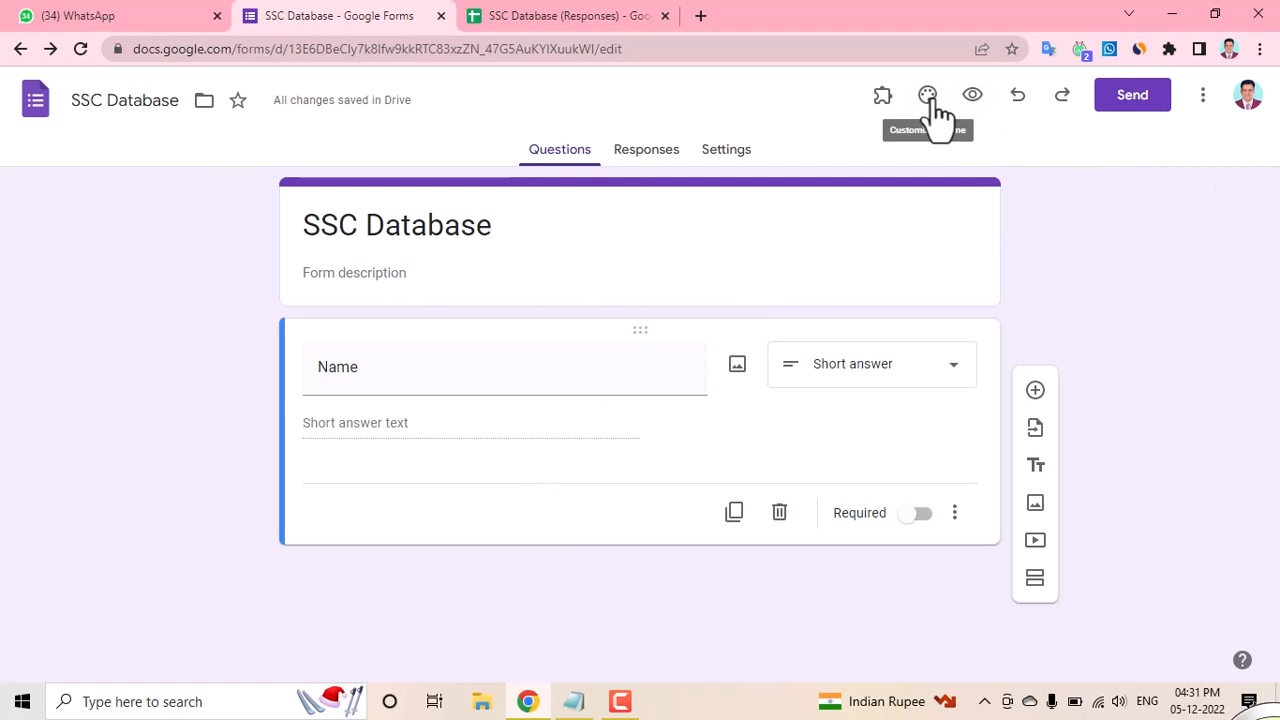 (34) WhatsApp
SSC Database - Google Forms
SSC Database (Responses) - Goo
docs.google.com/forms/d/13E6DBeCly7k8lfw9kkRTC83xzZN_47G5AuKYlXuukWI/edit
2
SSC Database
All changes saved in Drive
Send
Questions
Responses
Settings
SSC Database
Form description
Name
Short answer
Short answer text
Required
Type here to search
Indian Rupee
ENG
04:31 PM
05-12-2022